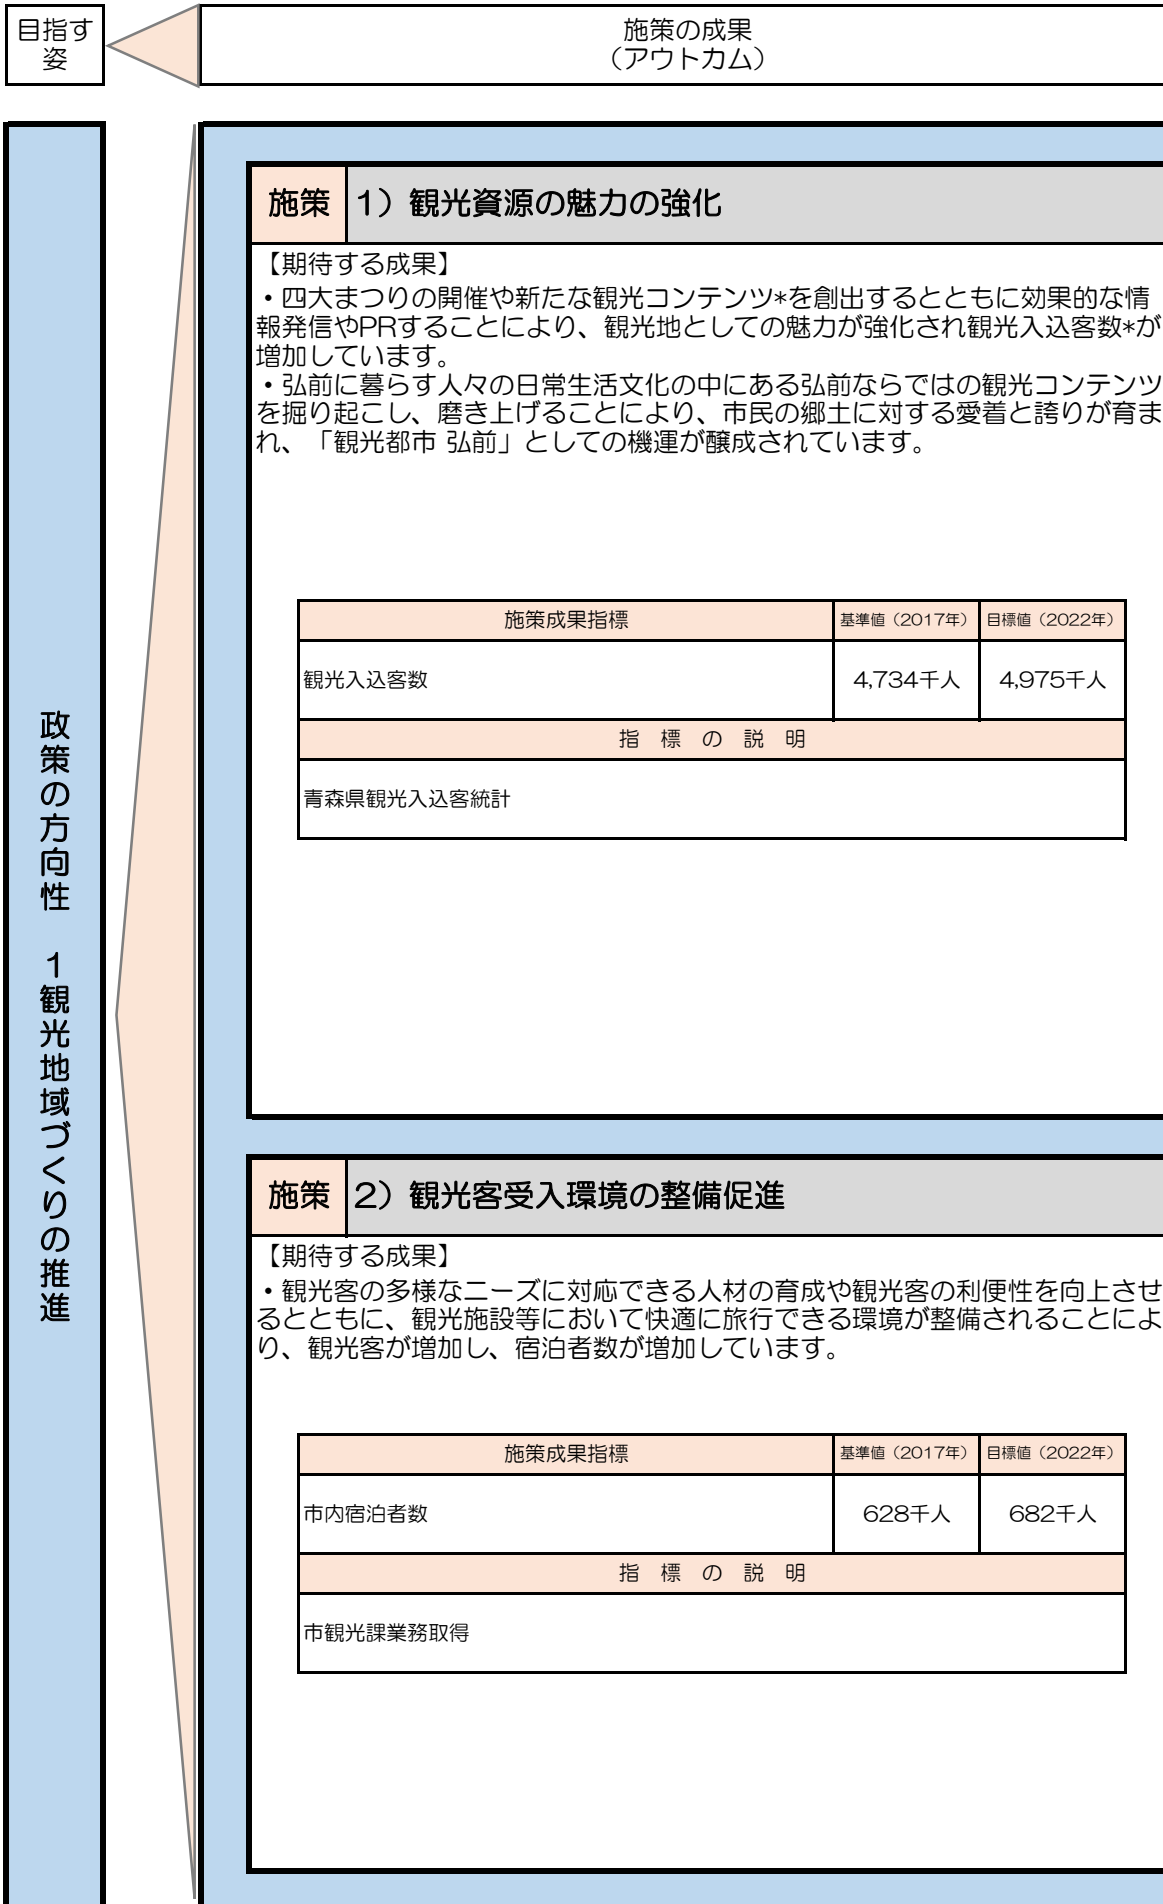 目指す
姿
施策の成果
（アウトカム）
政策の方向性　１観光地域づくりの推進
施策
1）観光資源の魅力の強化
【期待する成果】
・四大まつりの開催や新たな観光コンテンツ*を創出するとともに効果的な情
報発信やPRすることにより、観光地としての魅力が強化され観光入込客数*が
増加しています。
・弘前に暮らす人々の日常生活文化の中にある弘前ならではの観光コンテンツ
を掘り起こし、磨き上げることにより、市民の郷土に対する愛着と誇りが育ま
れ、「観光都市 弘前」としての機運が醸成されています。
施策成果指標 基準値（2017年） 目標値（2022年）
観光入込客数 4,734千人 4,975千人
指　標　の　説　明
青森県観光入込客統計
施策
2）観光客受入環境の整備促進
【期待する成果】
・観光客の多様なニーズに対応できる人材の育成や観光客の利便性を向上させ
るとともに、観光施設等において快適に旅行できる環境が整備されることによ
り、観光客が増加し、宿泊者数が増加しています。
施策成果指標 基準値（2017年） 目標値（2022年）
市内宿泊者数 628千人 682千人
指　標　の　説　明
市観光課業務取得